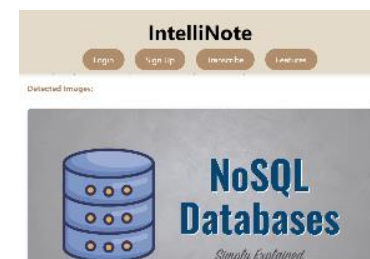 IntelliNote
Login
Sign Up
Transcribe
Features
Detected Images:
NoSQL
Databases
Simply Explained